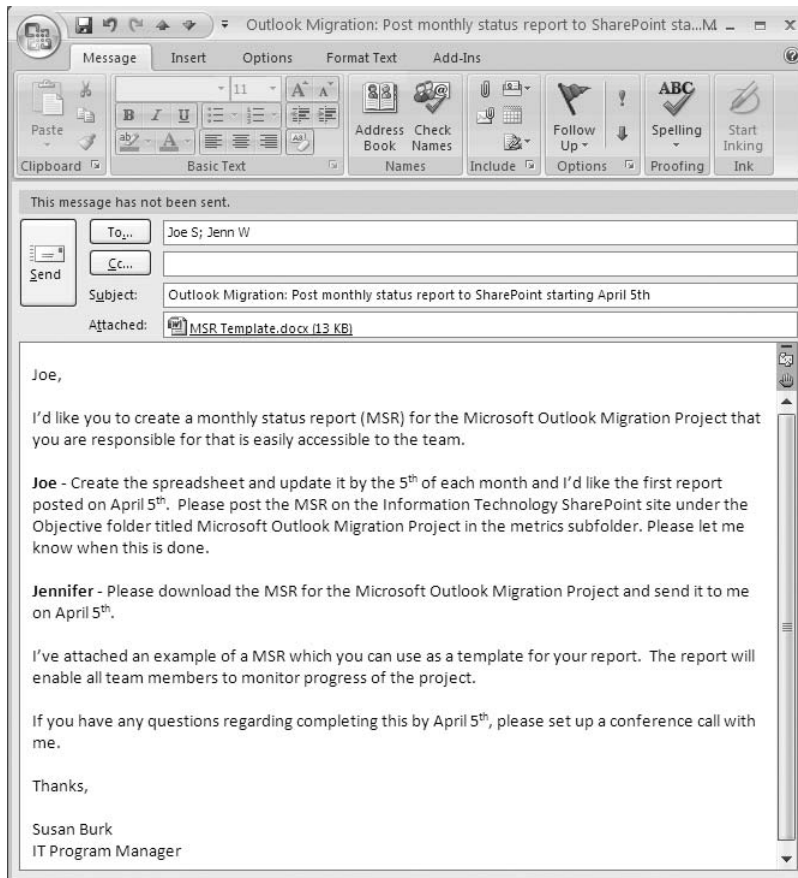 Outlook Migration: Post monthly status report to SharePoint sta...M
Message Insert Options Format Text Add-Ins
11 A A
Paste B I U Address Book Check Names Follow Up ABC Spelling Start Inking
ab A Aa
Clipboard Basic Text Names Include Options Proofing Ink
This message has not been sent.
To... Joe S; Jenn W
Send Cc...
Subject: Outlook Migration: Post monthly status report to SharePoint starting April 5th
Attached: MSR Template.docx (13 KB)
Joe,
I'd like you to create a monthly status report (MSR) for the Microsoft Outlook Migration Project that
you are responsible for that is easily accessible to the team.
Joe - Create the spreadsheet and update it by the 5th of each month and I'd like the first report
posted on April 5th. Please post the MSR on the Information Technology SharePoint site under the
Objective folder titled Microsoft Outlook Migration Project in the metrics subfolder. Please let me
know when this is done.
Jennifer - Please download the MSR for the Microsoft Outlook Migration Project and send it to me
on April 5th.
I've attached an example of a MSR which you can use as a template for your report. The report will
enable all team members to monitor progress of the project.
If you have any questions regarding completing this by April 5th, please set up a conference call with
me.
Thanks,
Susan Burk
IT Program Manager